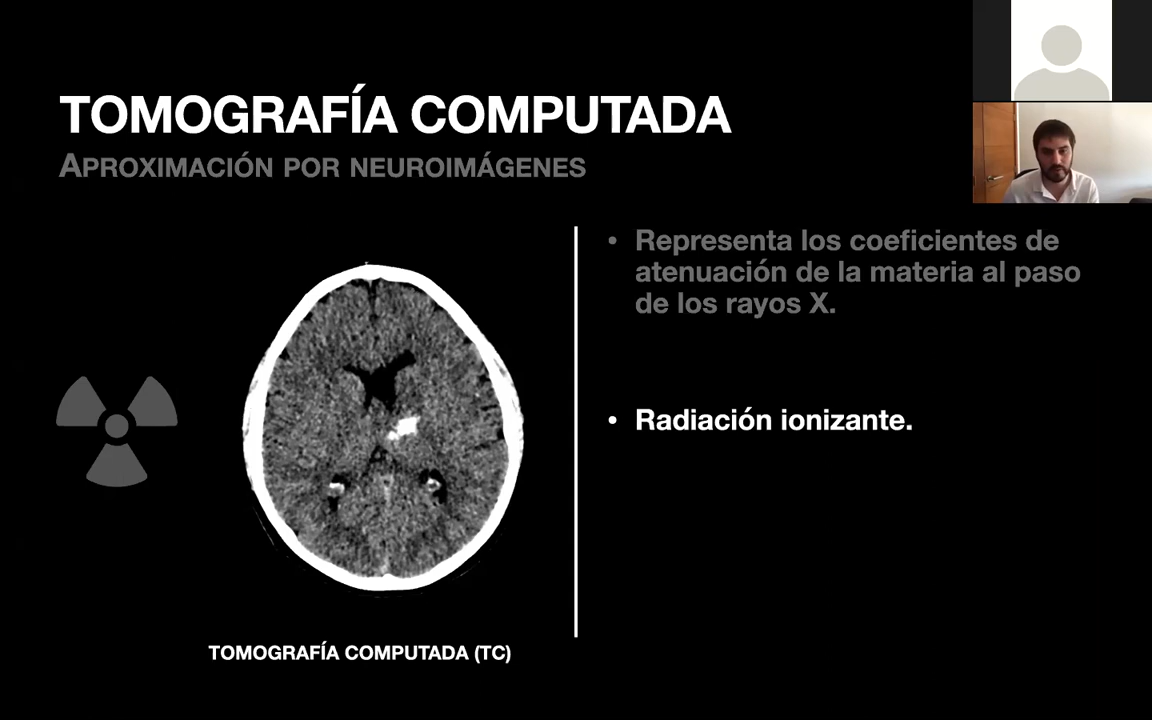 TOMOGRAFÍA COMPUTADA
APROXIMACIÓN POR NEUROIMÁGENES
• Representa los coeficientes de
atenuación de la materia al paso
de los rayos X.
• Radiación ionizante.
TOMOGRAFÍA COMPUTADA (TC)